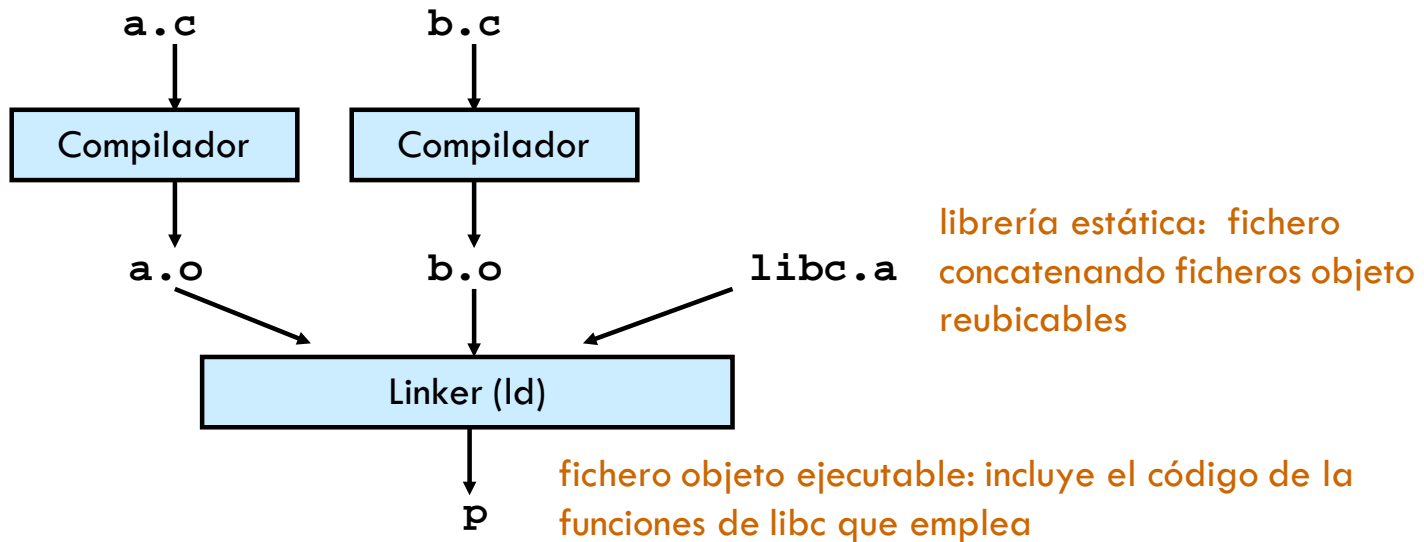 a.c
b.c
Compilador
Compilador
a.o
b.o
libc.a
librería estática: fichero
concatenando ficheros objeto
reubicables
Linker (ld)
fichero objeto ejecutable: incluye el código de la
funciones de libc que emplea
p